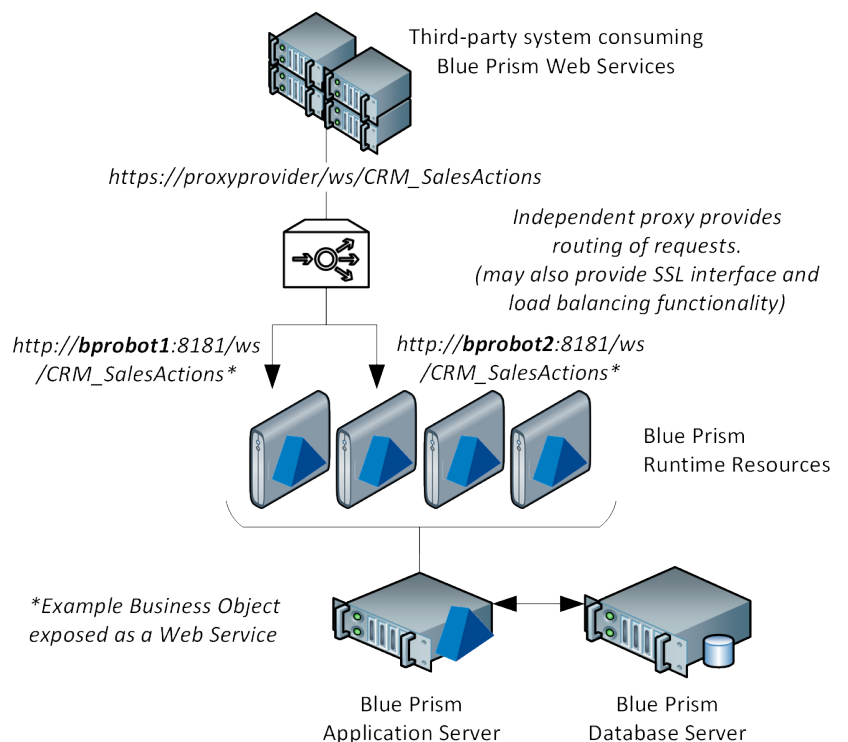 Third-party system consuming
Blue Prism Web Services
https://proxyprovider/ws/CRM_SalesActions
Independent proxy provides
routing of requests.
(may also provide SSL interface and
load balancing functionality)
http://bprobot1:8181/ws
/CRM_SalesActions*
http://bprobot2:8181/ws
/CRM_SalesActions*
Blue Prism
Runtime Resources
*Example Business Object
exposed as a Web Service
Blue Prism
Application Server
Blue Prism
Database Server